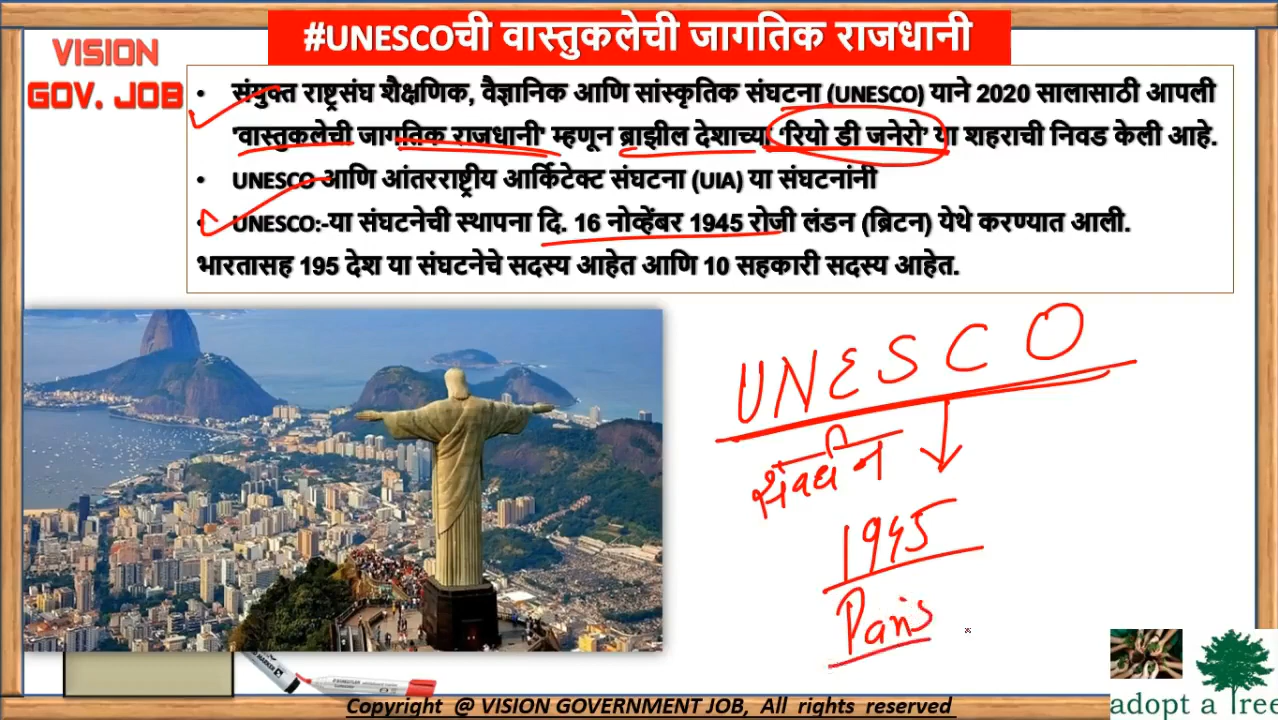 #UNESCOची वास्तुकलेची जागतिक राजधानी
VISION
GOV. JOB
• संयुक्त राष्ट्रसंघ शैक्षणिक, वैज्ञानिक आणि सांस्कृतिक संघटना (UNESCO) याने 2020 सालासाठी आपली
'वास्तुकलेची जागतिक राजधानी' म्हणून ब्राझील देशाच्या 'रियो डी जनेरो' या शहराची निवड केली आहे.
• UNESCO आणि आंतरराष्ट्रीय आर्किटेक्ट संघटना (UIA) या संघटनांनी
• UNESCO:-या संघटनेची स्थापना दि. 16 नोव्हेंबर 1945 रोजी लंडन (ब्रिटन) येथे करण्यात आली.
भारतासह 195 देश या संघटनेचे सदस्य आहेत आणि 10 सहकारी सदस्य आहेत.
UNESCO
1945
Paris
Copyright @ VISION GOVERNMENT JOB, All rights reserved
adopt a Tree